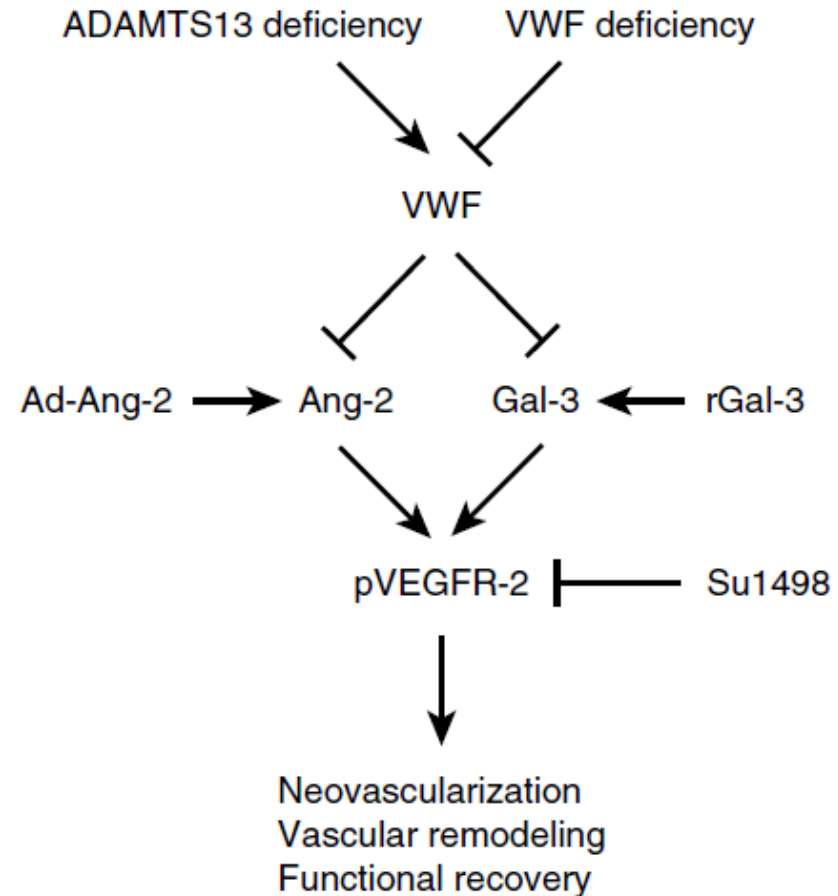 ADAMTS13 deficiency
VWF deficiency
VWF
Ad-Ang-2
Ang-2
Gal-3
rGal-3
pVEGFR-2
Su1498
Neovascularization
Vascular remodeling
Functional recovery